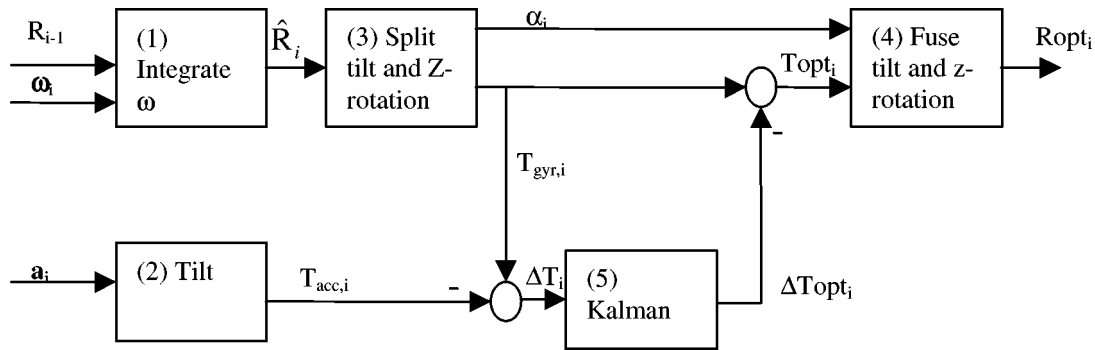 R_{i-1}
ω_i
(1)
Integrate
ω
R̂_i
(3) Split
tilt and Z-
rotation
α_i
Topt_i
(4) Fuse
tilt and z-
rotation
Ropt_i
-
T_{gyr,i}
a_i
(2) Tilt
T_{acc,i}
-
ΔT_i
(5)
Kalman
ΔTopt_i